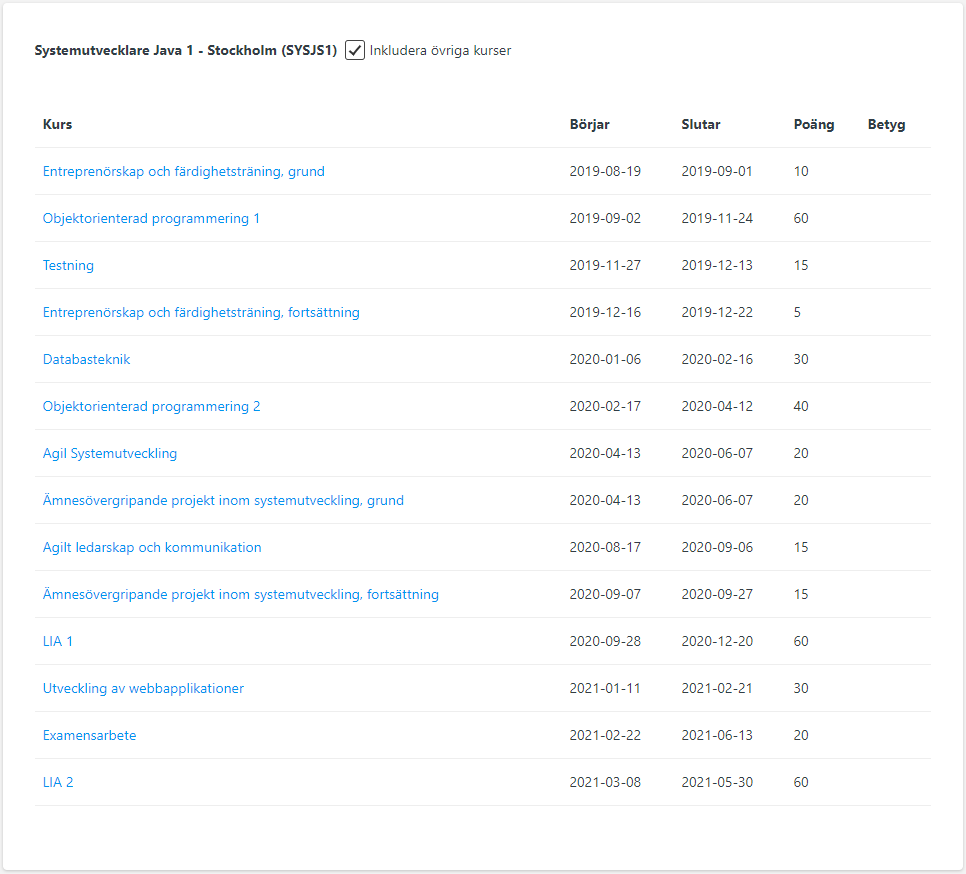 Systemutvecklare Java 1 - Stockholm (SYSJS1) Inkludera övriga kurser
Kurs Börjar Slutar Poäng Betyg
Entreprenörskap och färdighetsträning, grund 2019-08-19 2019-09-01 10
Objektorienterad programmering 1 2019-09-02 2019-11-24 60
Testning 2019-11-27 2019-12-13 15
Entreprenörskap och färdighetsträning, fortsättning 2019-12-16 2019-12-22 5
Databasteknik 2020-01-06 2020-02-16 30
Objektorienterad programmering 2 2020-02-17 2020-04-12 40
Agil Systemutveckling 2020-04-13 2020-06-07 20
Ämnesövergripande projekt inom systemutveckling, grund 2020-04-13 2020-06-07 20
Agilt ledarskap och kommunikation 2020-08-17 2020-09-06 15
Ämnesövergripande projekt inom systemutveckling, fortsättning 2020-09-07 2020-09-27 15
LIA 1 2020-09-28 2020-12-20 60
Utveckling av webbapplikationer 2021-01-11 2021-02-21 30
Examensarbete 2021-02-22 2021-06-13 20
LIA 2 2021-03-08 2021-05-30 60